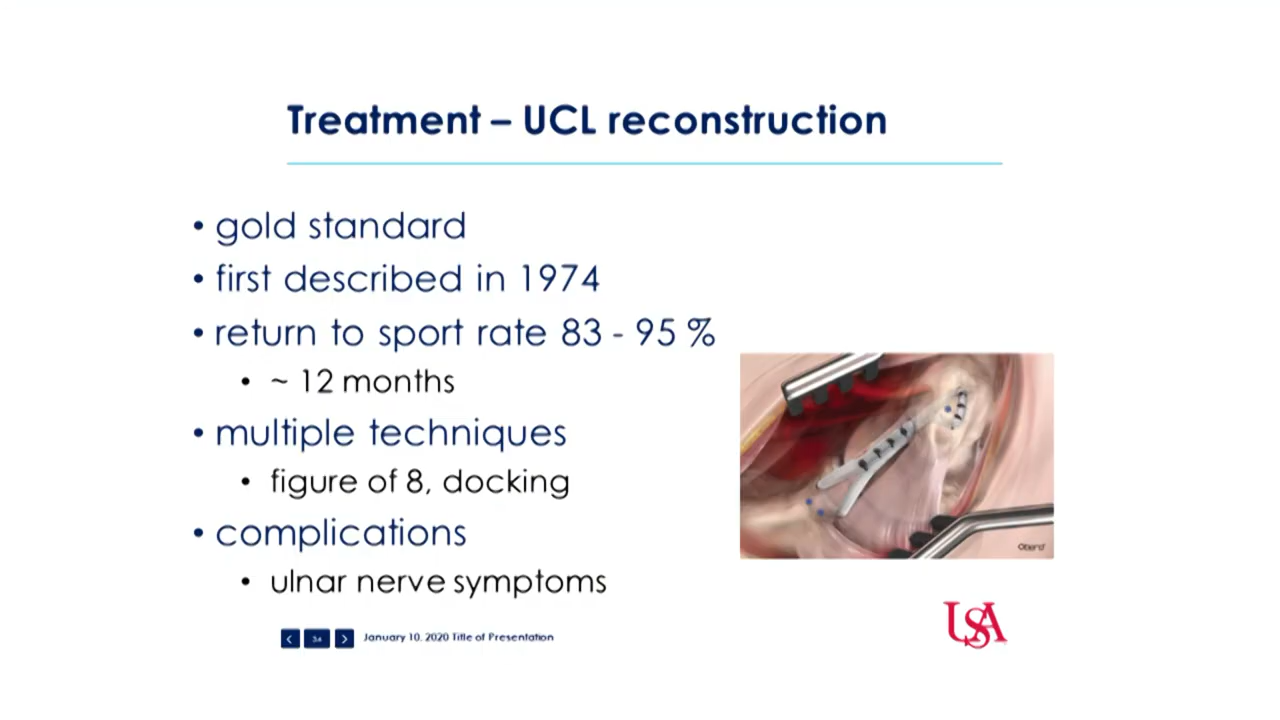 Treatment – UCL reconstruction
• gold standard
• first described in 1974
• return to sport rate 83 - 95 %
• ~ 12 months
• multiple techniques
• figure of 8, docking
• complications
• ulnar nerve symptoms
34 January 10, 2020 Title of Presentation
USA